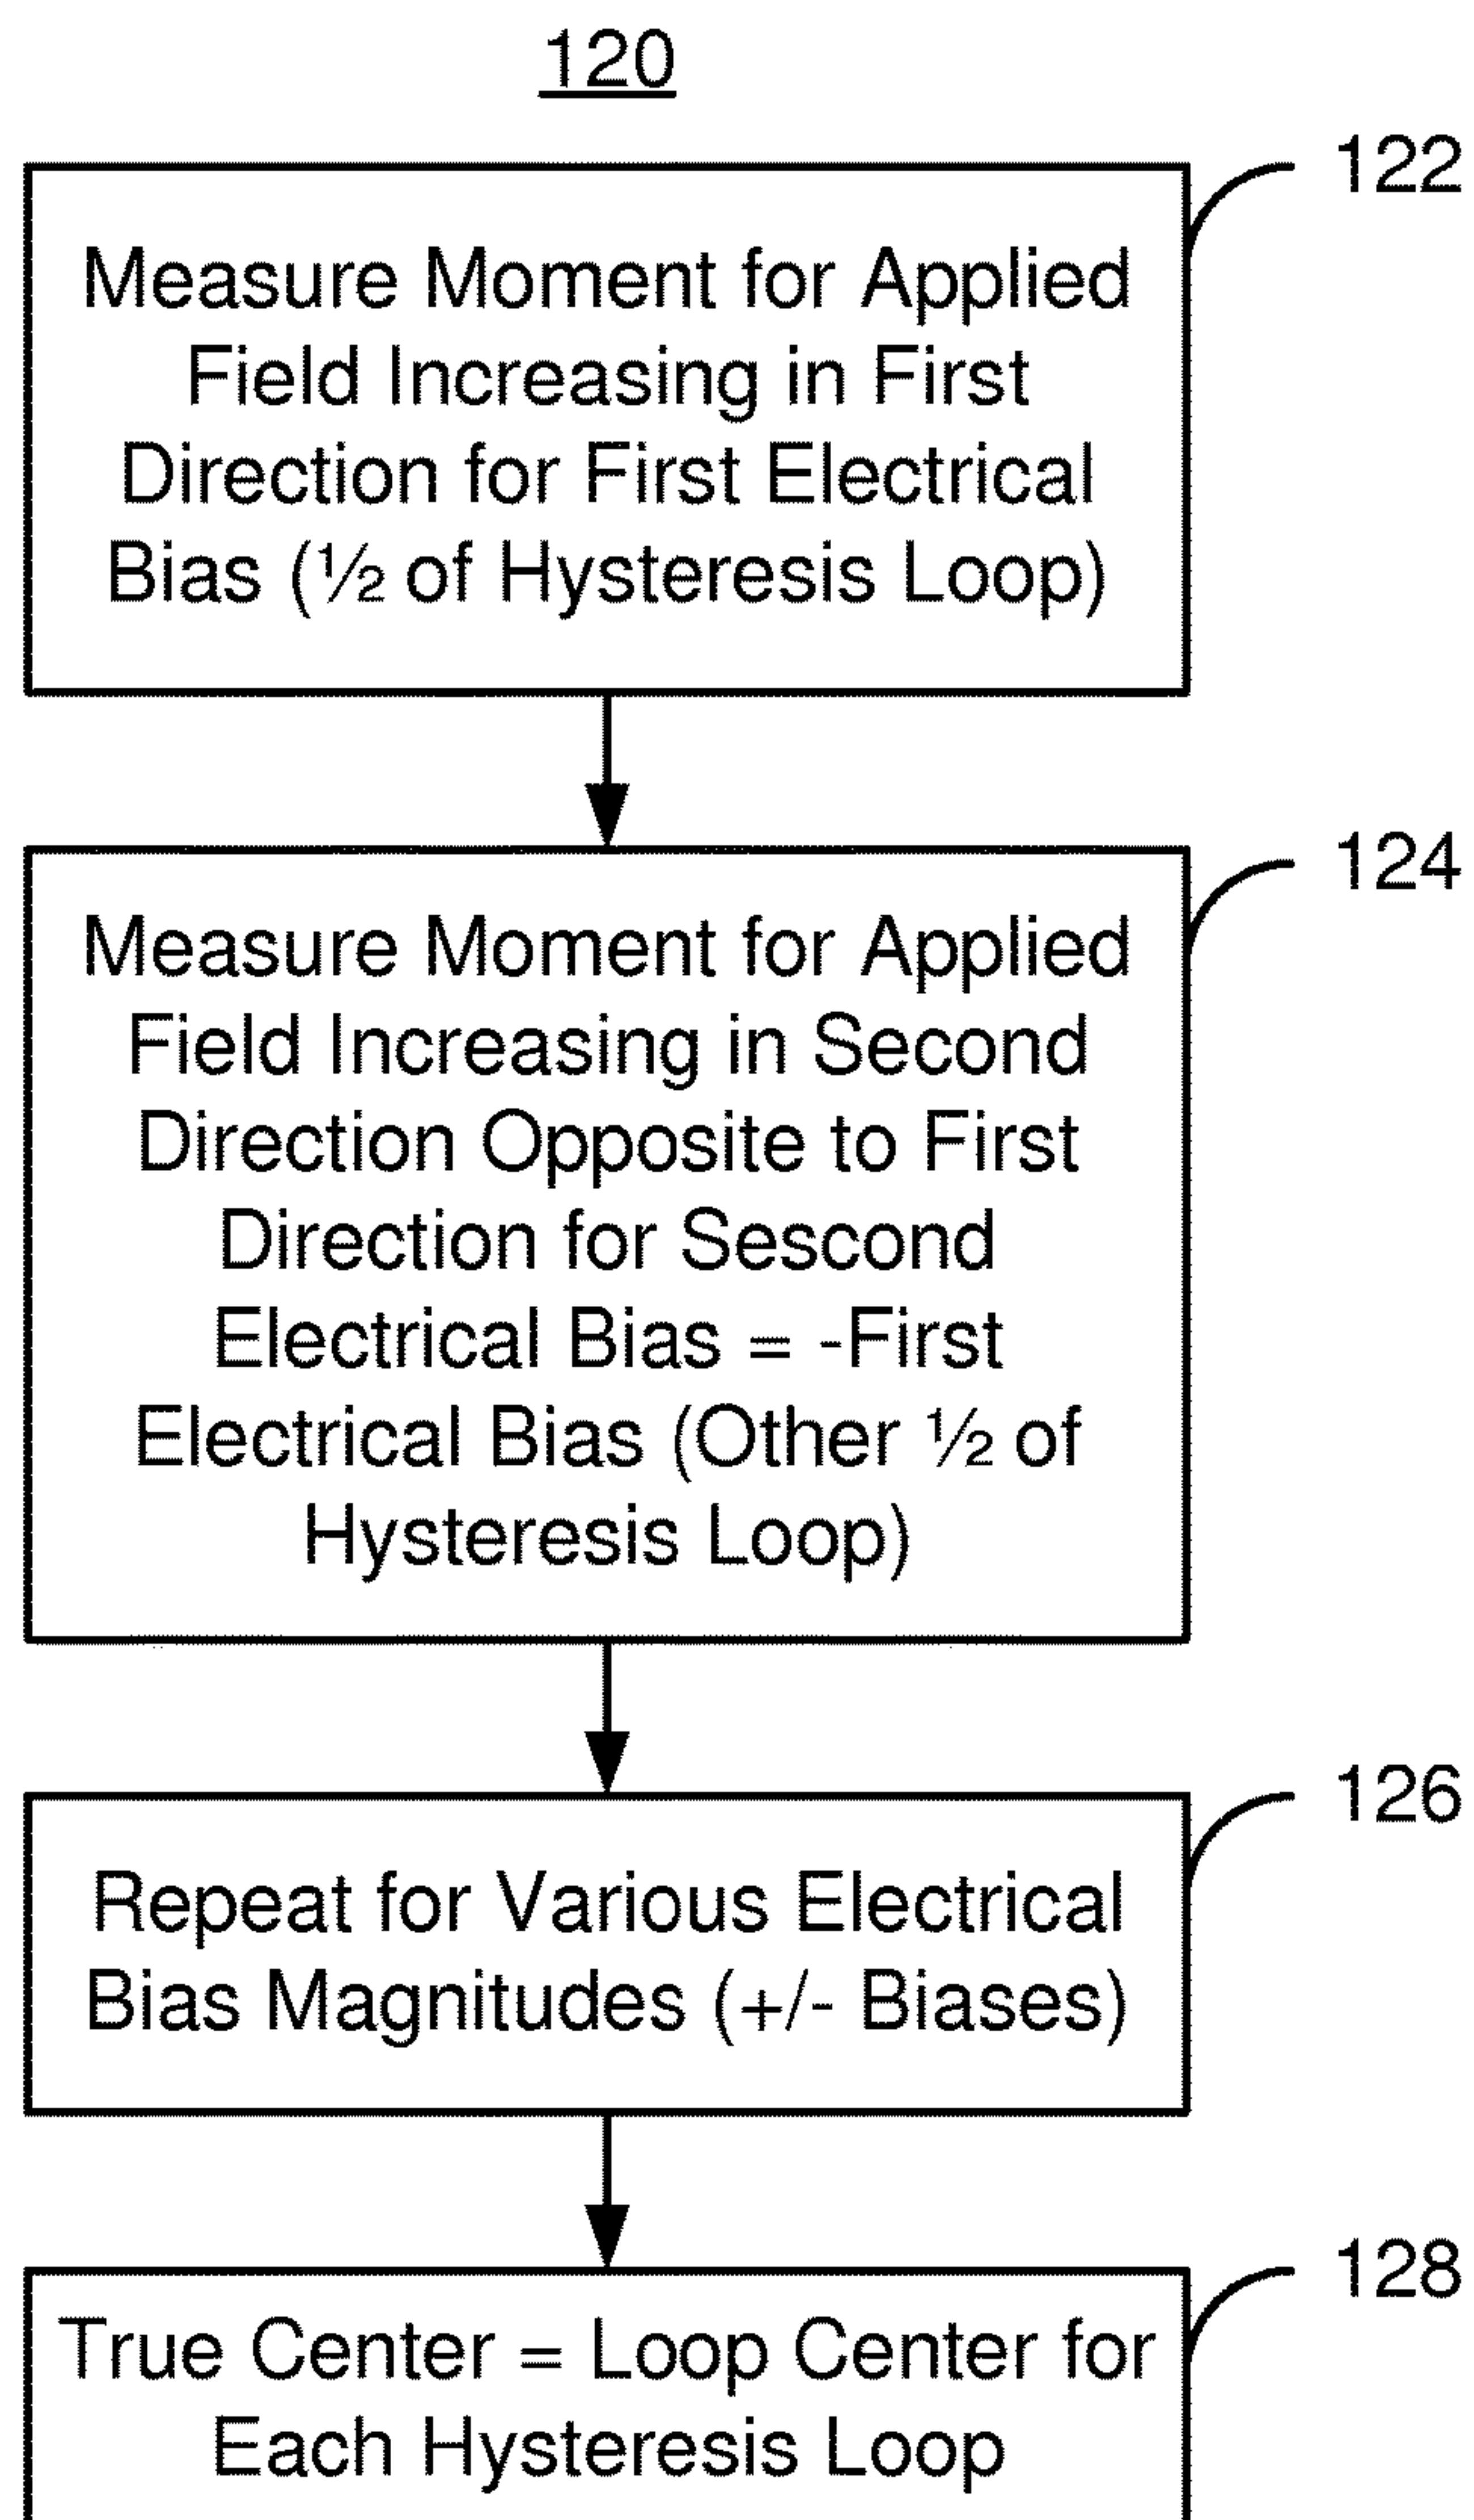 120
122
Measure Moment for Applied
Field Increasing in First
Direction for First Electrical
Bias (½ of Hysteresis Loop)
124
Measure Moment for Applied
Field Increasing in Second
Direction Opposite to First
Direction for Sescond
Electrical Bias = -First
Electrical Bias (Other ½ of
Hysteresis Loop)
126
Repeat for Various Electrical
Bias Magnitudes (+/- Biases)
128
True Center = Loop Center for
Each Hysteresis Loop